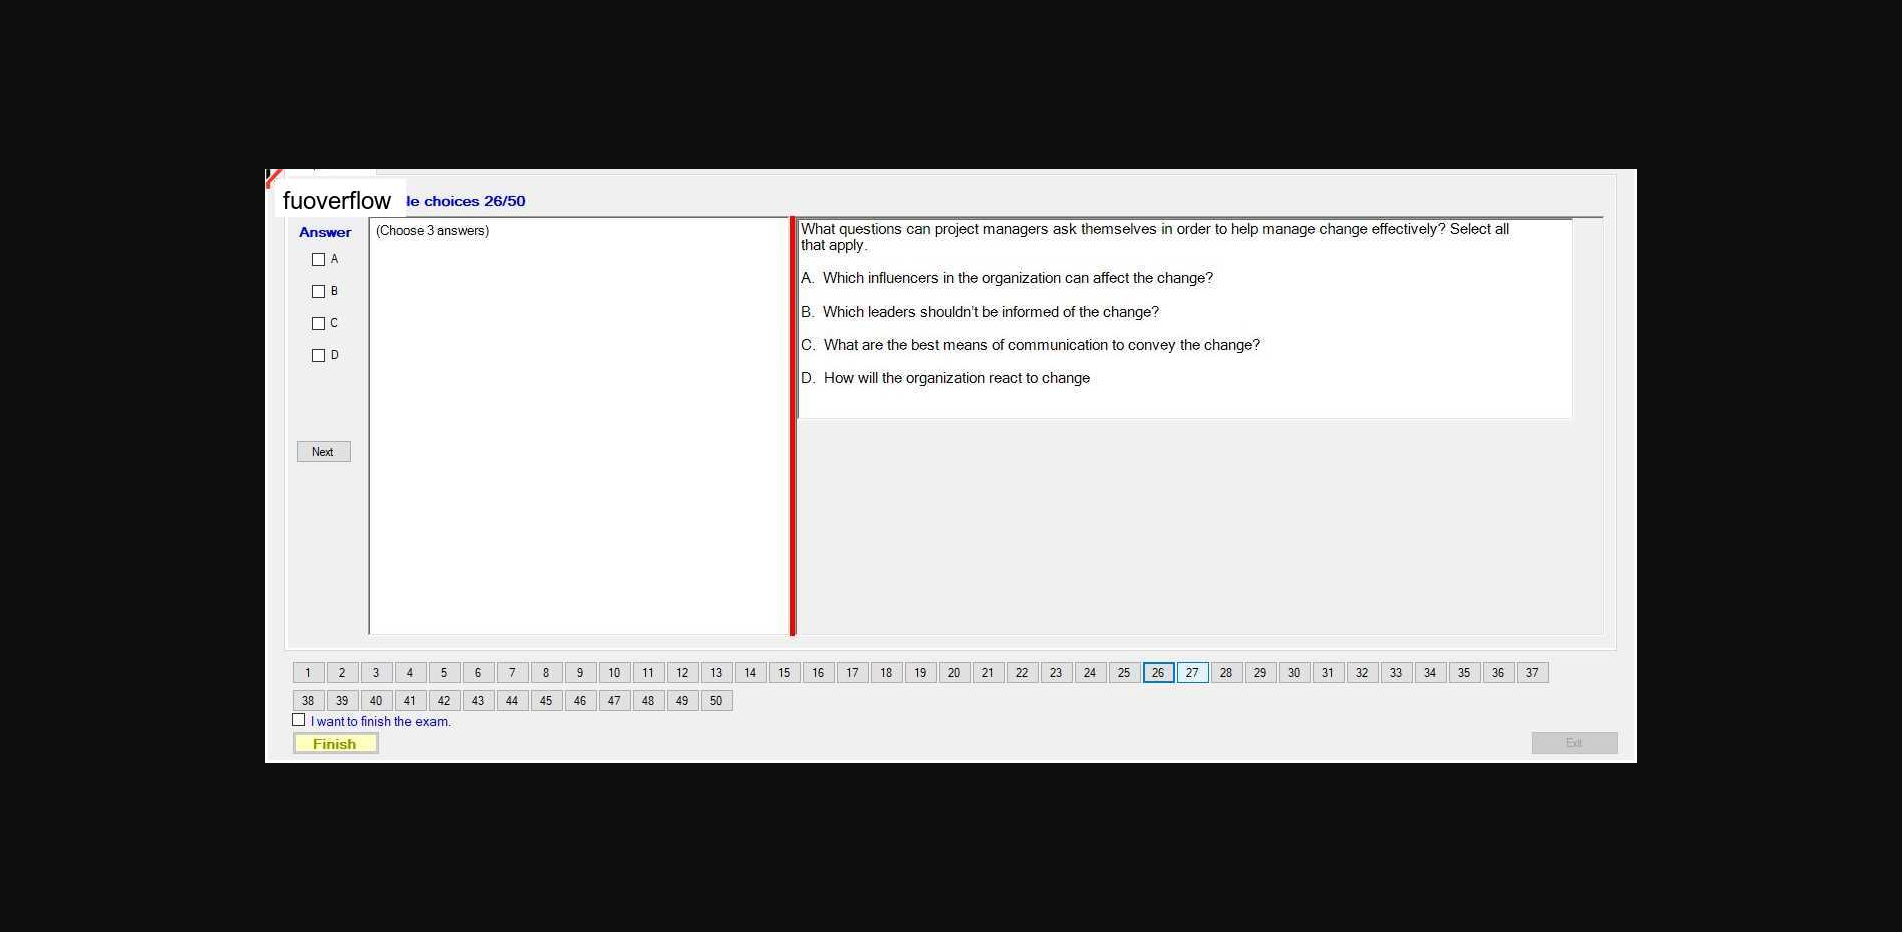 fuoverflow
le choices 26/50
Answer
(Choose 3 answers)
A
B
C
D
Next
What questions can project managers ask themselves in order to help manage change effectively? Select all
that apply.
A. Which influencers in the organization can affect the change?
B. Which leaders shouldn't be informed of the change?
C. What are the best means of communication to convey the change?
D. How will the organization react to change
1 2 3 4 5 6 7 8 9 10 11 12 13 14 15 16 17 18 19 20 21 22 23 24 25 26 27 28 29 30 31 32 33 34 35 36 37
38 39 40 41 42 43 44 45 46 47 48 49 50
I want to finish the exam.
Finish
Exit